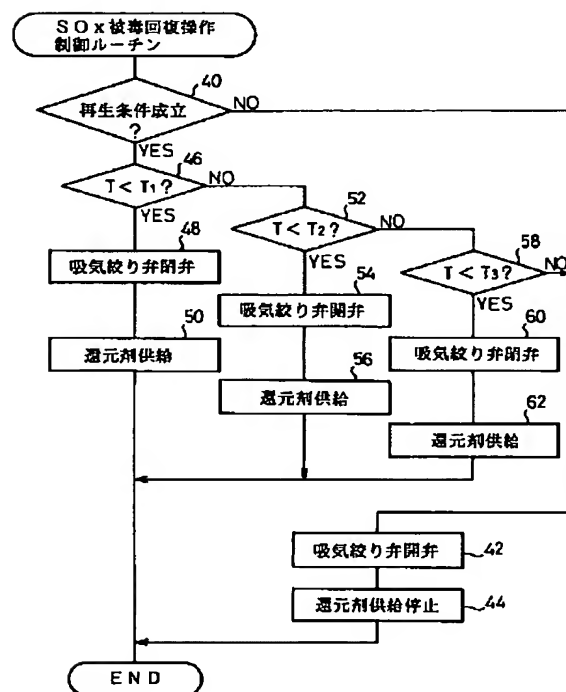 SOx被毒回復操作
制御ルーチン
40
再生条件成立
?
NO
YES
46
T < T1 ?
NO
YES
52
T < T2 ?
NO
YES
58
T < T3 ?
NO
YES
48
吸気絞り弁閉弁
54
吸気絞り弁開弁
60
吸気絞り弁閉弁
50
還元剤供給
56
還元剤供給
62
還元剤供給
吸気絞り弁開弁
42
還元剤供給停止
44
END